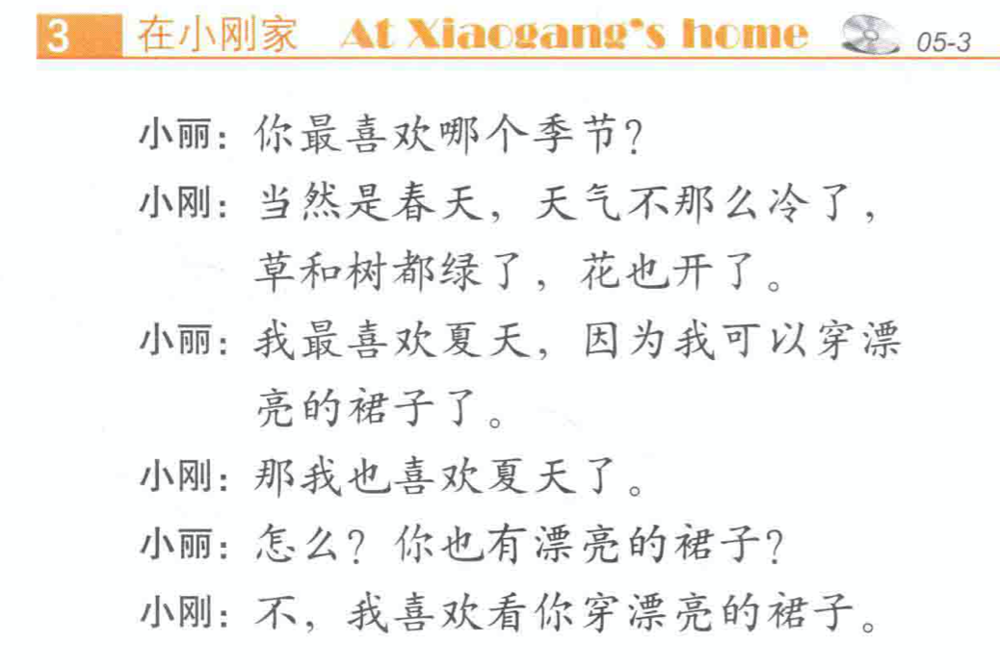 3 在小刚家 At Xiaogang's home 05-3
小丽：你最喜欢哪个季节？
小刚：当然是春天，天气不那么冷了，
草和树都绿了，花也开了。
小丽：我最喜欢夏天，因为我可以穿漂
亮的裙子了。
小刚：那我也喜欢夏天了。
小丽：怎么？你也有漂亮的裙子？
小刚：不，我喜欢看你穿漂亮的裙子。